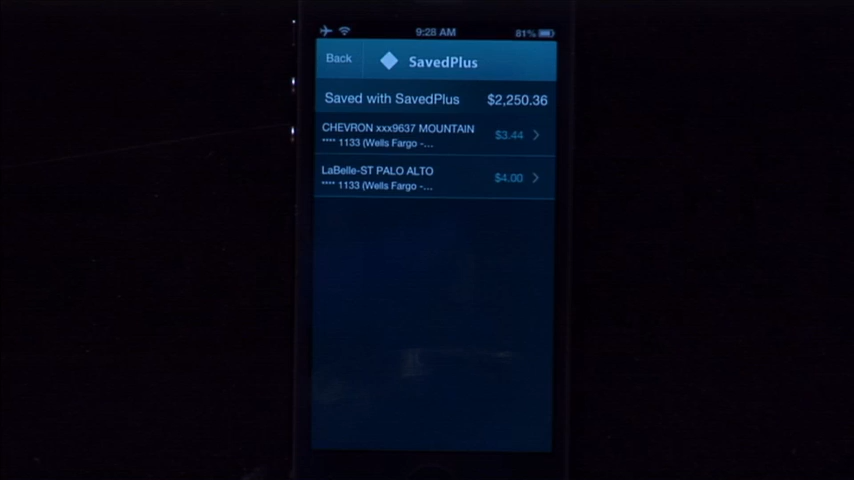 9:28 AM 81%
Back SavedPlus
Saved with SavedPlus $2,250.36
CHEVRON xxx9637 MOUNTAIN $3.44
**** 1133 (Wells Fargo -...
LaBelle-ST PALO ALTO $4.00
**** 1133 (Wells Fargo -...